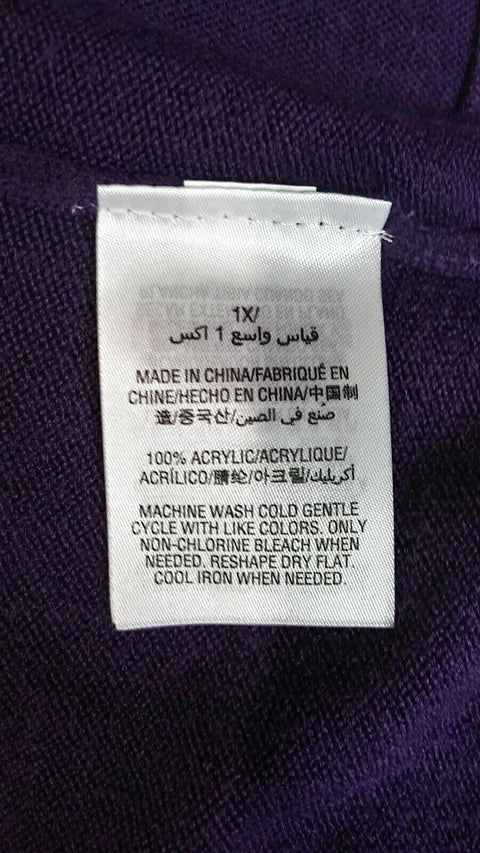 1X/
قياس واسع 1 اكس
MADE IN CHINA/FABRIQUÉ EN
CHINE/HECHO EN CHINA/中国制
造/중국산/صنع في الصين
100% ACRYLIC/ACRYLIQUE/
ACRÍLICO/腈纶/아크릴/أكريليك
MACHINE WASH COLD GENTLE
CYCLE WITH LIKE COLORS. ONLY
NON-CHLORINE BLEACH WHEN
NEEDED. RESHAPE DRY FLAT.
COOL IRON WHEN NEEDED.